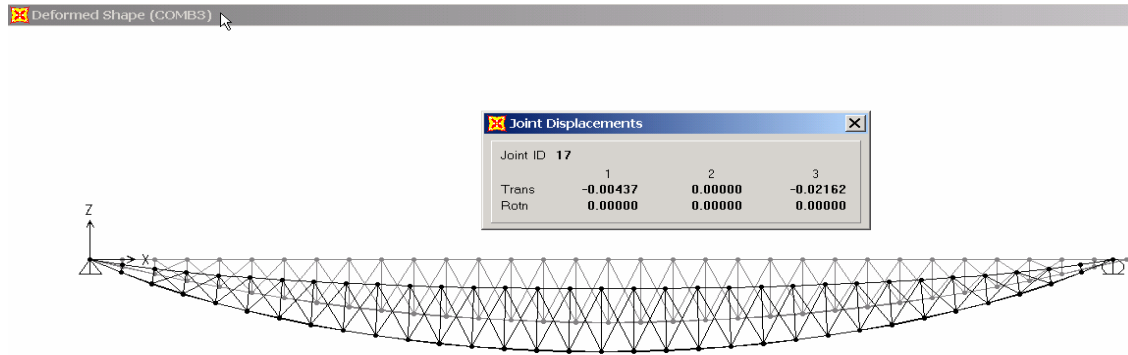 Deformed Shape (COMB3)
Joint Displacements
Joint ID 17
1 2 3
Trans -0.00437 0.00000 -0.02162
Rotn 0.00000 0.00000 0.00000
Z
X